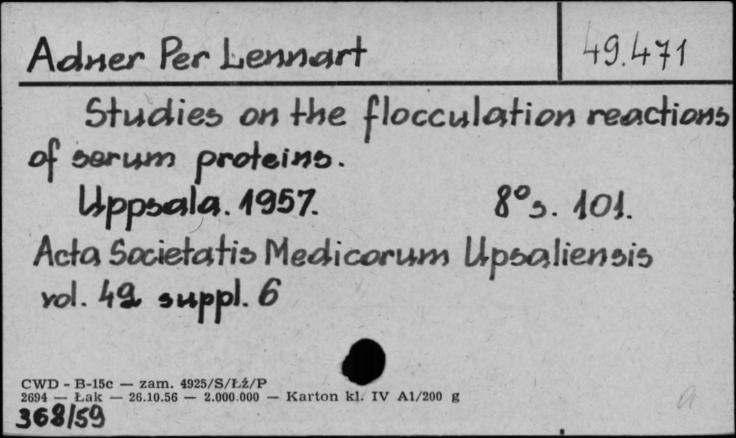 Adner Per Lennart
49.471
Studies on the flocculation reactions
of serum proteins.
Uppsala. 1957. 8° s. 101.
Acta Societatis Medicorum Upsaliensis
vol. 42 suppl. 6
CWD - B-15c — zam. 4925/S/Łź/P
2694 — Łak — 26.10.56 — 2.000.000 — Karton kl. IV A1/200 g
368/59
a